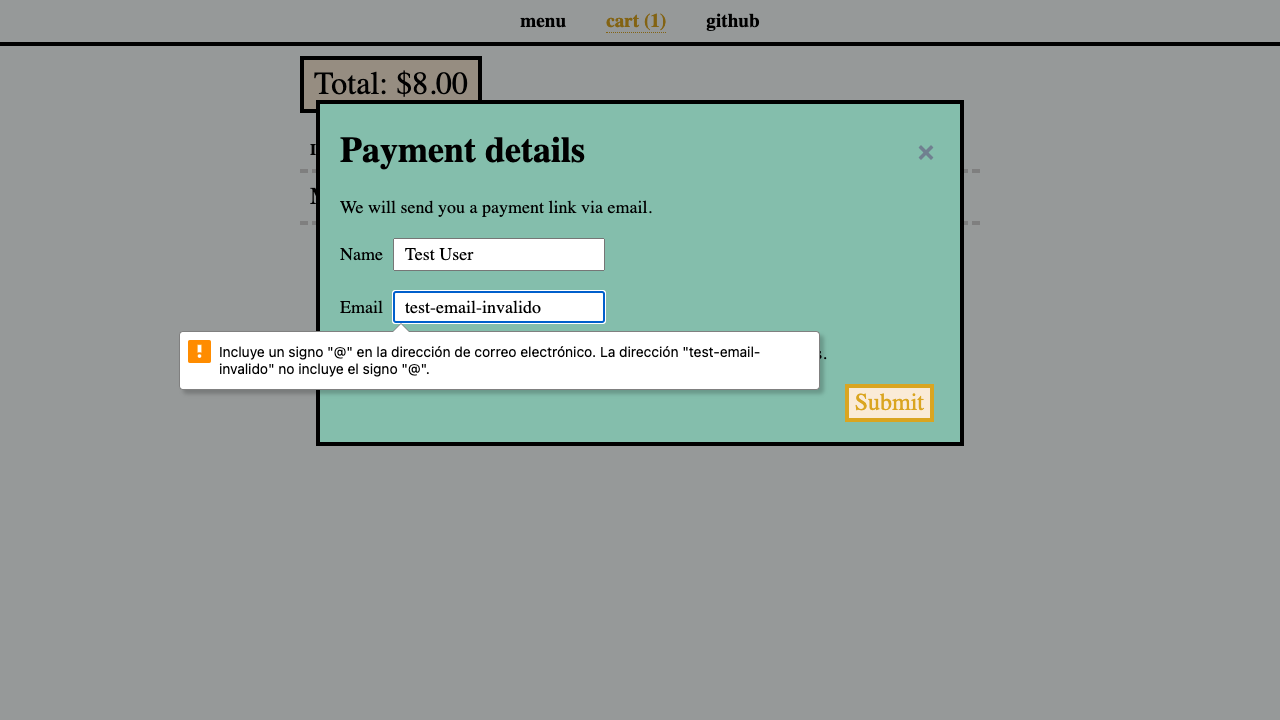 menu cart (1) github
Total: $8.00
Payment details
We will send you a payment link via email.
Name Test User
Email test-email-invalido
Incluye un signo "@" en la dirección de correo electrónico. La dirección "test-email-
invalido" no incluye el signo "@".
Submit